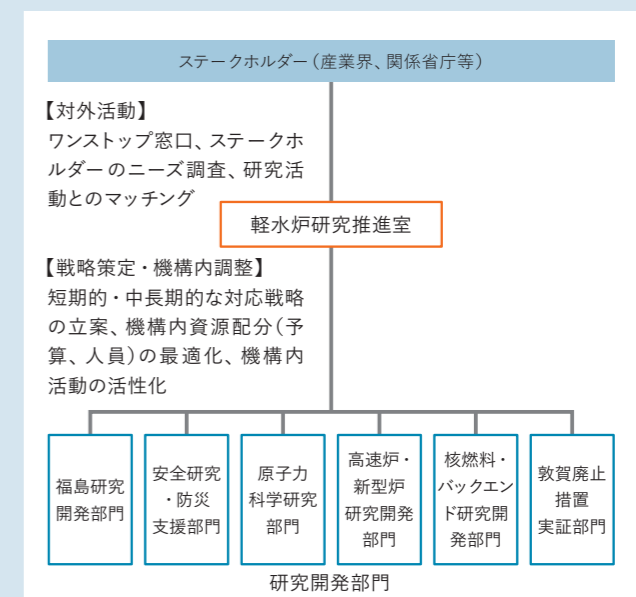 ステークホルダー（産業界、関係省庁等）
【対外活動】
ワンストップ窓口、ステークホ
ルダーのニーズ調査、研究活
動とのマッチング
軽水炉研究推進室
【戦略策定・機構内調整】
短期的・中長期的な対応戦略
の立案、機構内資源配分（予
算、人員）の最適化、機構内
活動の活性化
福島研究
開発部門
安全研究
・防災
支援部門
原子力
科学研究
部門
高速炉・
新型炉
研究開発
部門
核燃料・
バックエン
ド研究開
発部門
敦賀廃止
措置
実証部門
研究開発部門